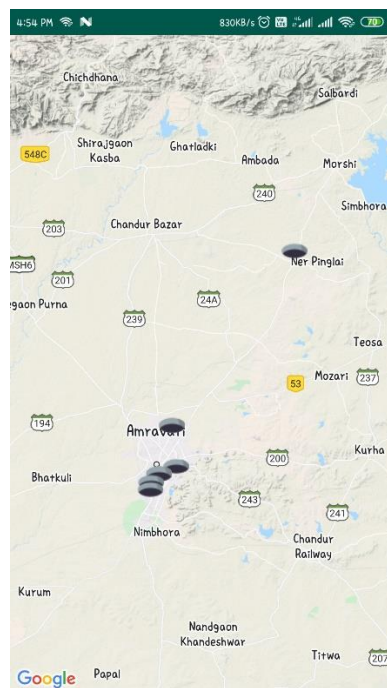 4:54 PM
830KB/s
70
Chichdhana
Salbardi
548C
Shirajgaon
Kasba
Ghatladki
Ambada
Morshi
240
Simbhora
203
Chandur Bazar
MSH6
201
Ner Pinglai
24A
egaon Purna
239
Teosa
53
Mozari
237
194
Amravati
200
Kurha
Bhatkuli
243
241
Nimbhora
Chandur
Railway
Kurum
Nandgaon
Khandeshwar
Titwa
207
Google
Papal